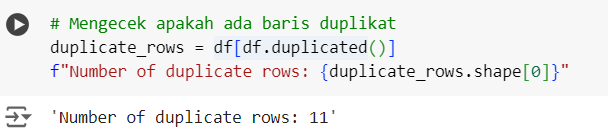 # Mengecek apakah ada baris duplikat
duplicate_rows = df[df.duplicated()]
f"Number of duplicate rows: {duplicate_rows.shape[0]}"
'Number of duplicate rows: 11'